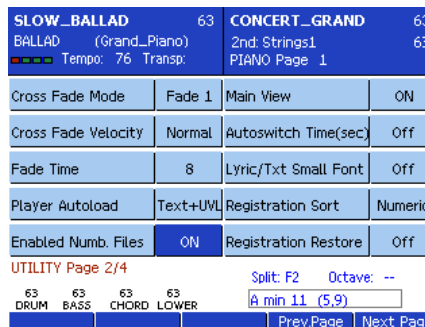 SLOW_BALLAD 63 CONCERT_GRAND 63
BALLAD (Grand_Piano) 2nd: Strings1 63
Tempo: 76 Transp: PIANO Page 1
Cross Fade Mode Fade 1 Main View ON
Cross Fade Velocity Normal Autoswitch Time(sec) Off
Fade Time 8 Lyric/Txt Small Font Off
Player Autoload Text+UVL Registration Sort Numeric
Enabled Numb. Files ON Registration Restore Off
UTILITY Page 2/4
Split: F2 Octave: --
63 63 63 63
DRUM BASS CHORD LOWER
A min 11 (5,9)
Prev.Page Next Pag